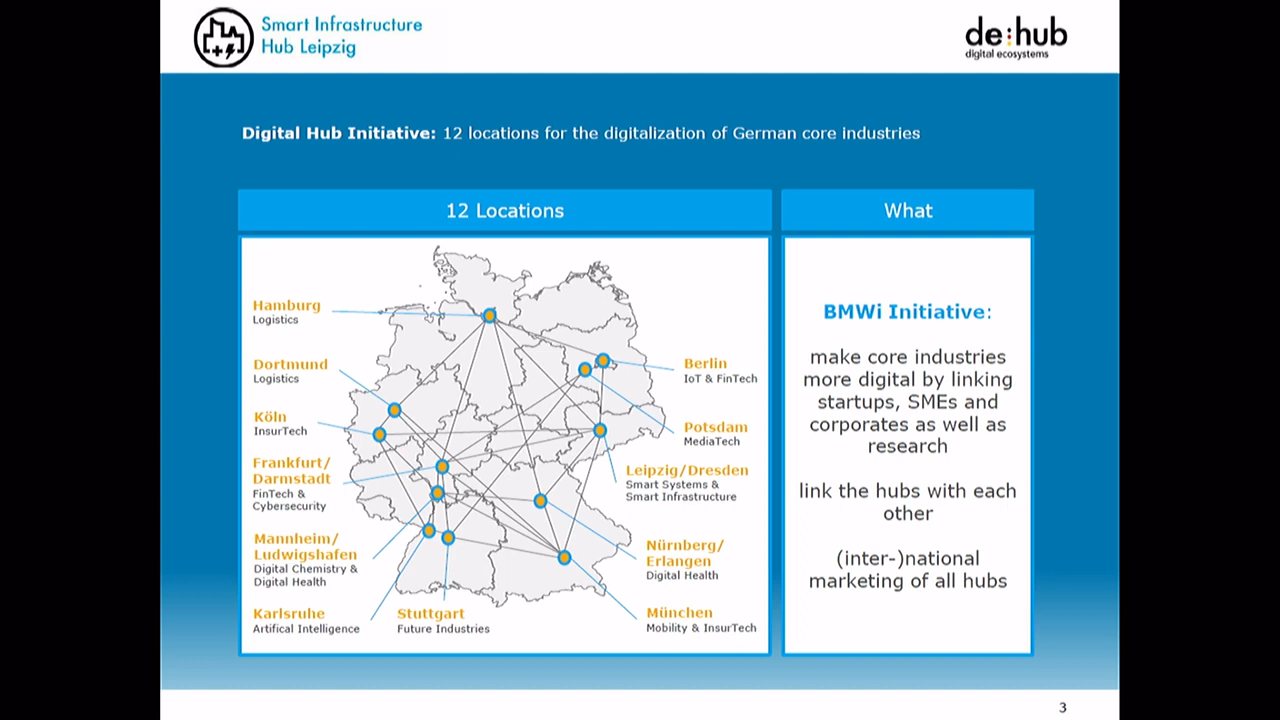 Smart Infrastructure
Hub Leipzig
de:hub
digital ecosystems
Digital Hub Initiative: 12 locations for the digitalization of German core industries
12 Locations
Hamburg
Logistics
Dortmund
Logistics
Köln
InsurTech
Frankfurt/
Darmstadt
FinTech &
Cybersecurity
Mannheim/
Ludwigshafen
Digital Chemistry &
Digital Health
Karlsruhe
Artifical Intelligence
Stuttgart
Future Industries
Berlin
IoT & FinTech
Potsdam
MediaTech
Leipzig/Dresden
Smart Systems &
Smart Infrastructure
Nürnberg/
Erlangen
Digital Health
München
Mobility & InsurTech
What
BMWi Initiative:
make core industries
more digital by linking
startups, SMEs and
corporates as well as
research
link the hubs with each
other
(inter-)national
marketing of all hubs
3